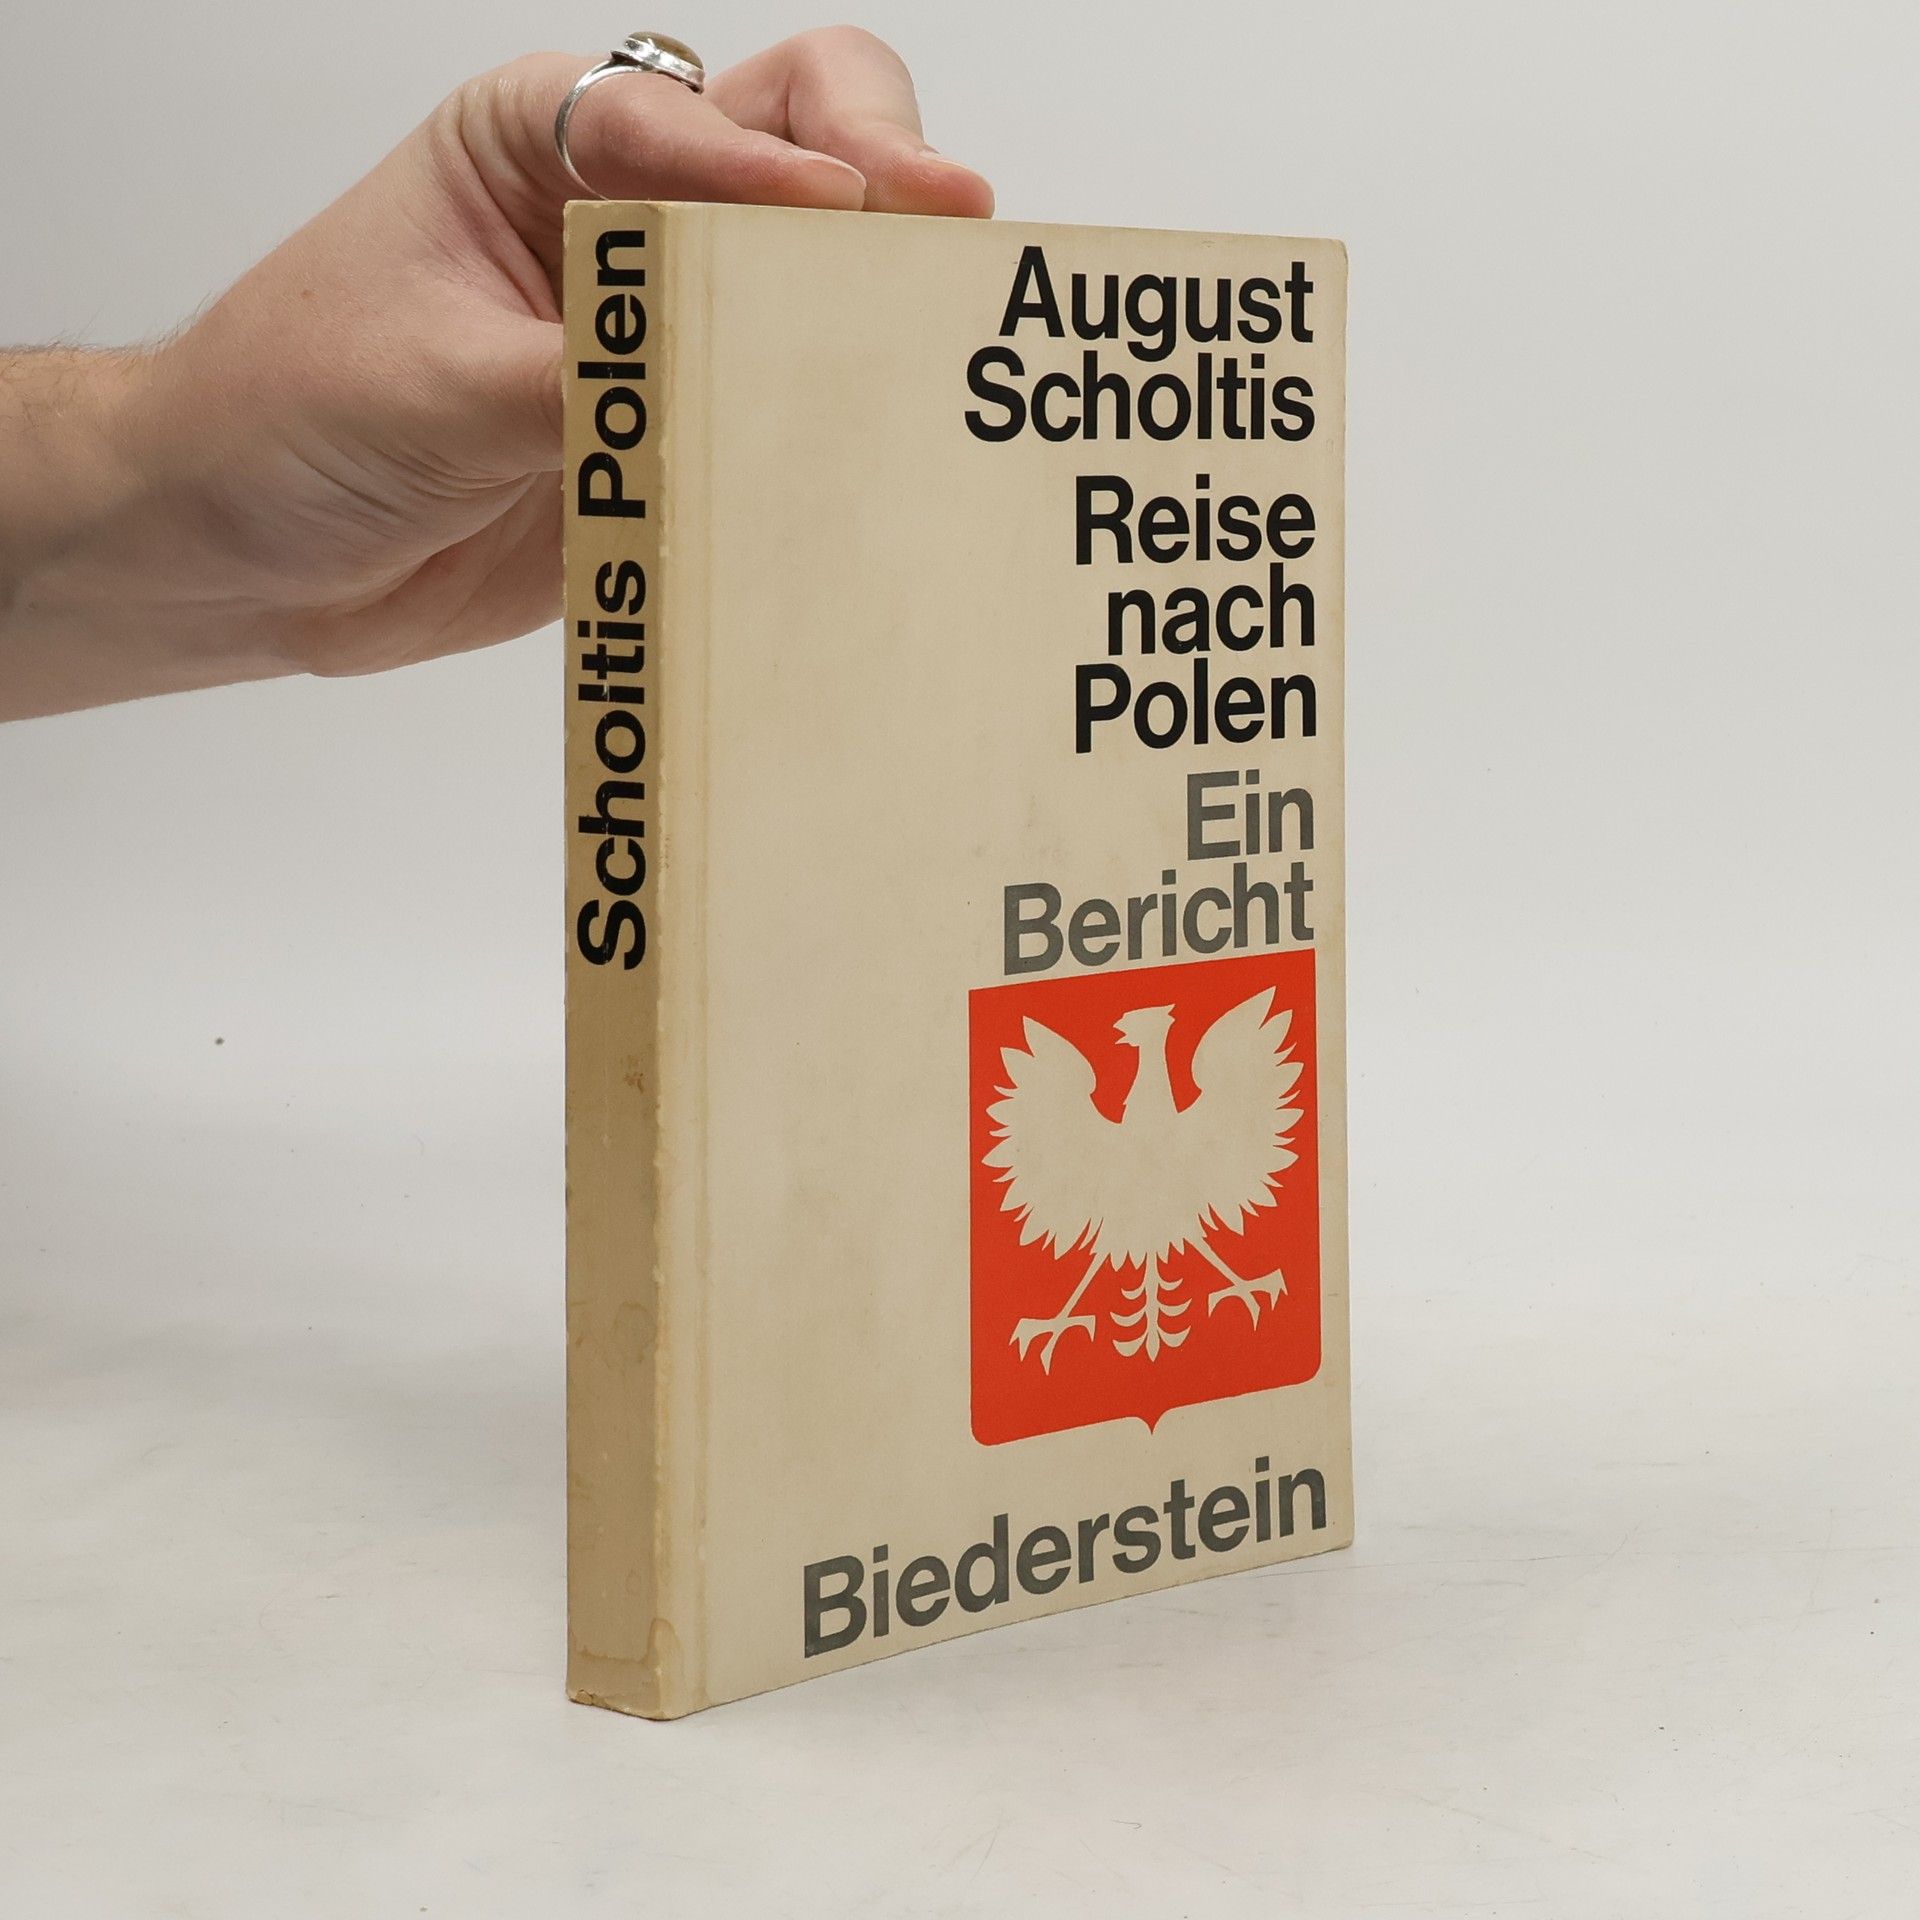 Scholtis Polen
August
Scholtis
Reise
nach
Polen
Ein
Bericht
Biederstein